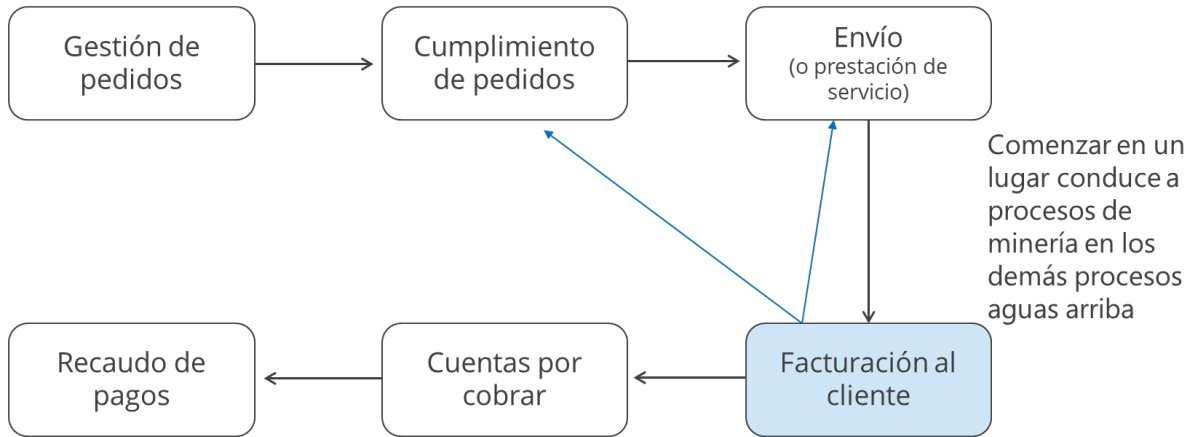 Gestión de
pedidos
Cumplimiento
de pedidos
Envío
(o prestación de
servicio)
Comenzar en un
lugar conduce a
procesos de
minería en los
demás procesos
aguas arriba
Recaudo de
pagos
Cuentas por
cobrar
Facturación al
cliente